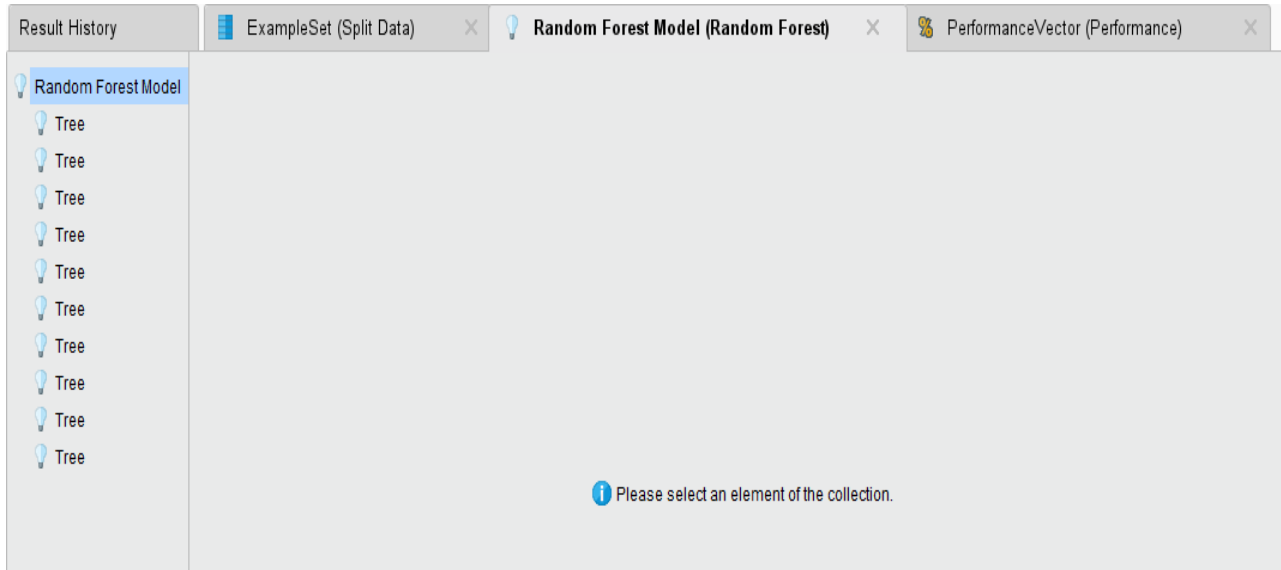 Result History
ExampleSet (Split Data)
Random Forest Model (Random Forest)
% PerformanceVector (Performance)
Random Forest Model
Tree
Tree
Tree
Tree
Tree
Tree
Tree
Tree
Tree
Tree
Please select an element of the collection.